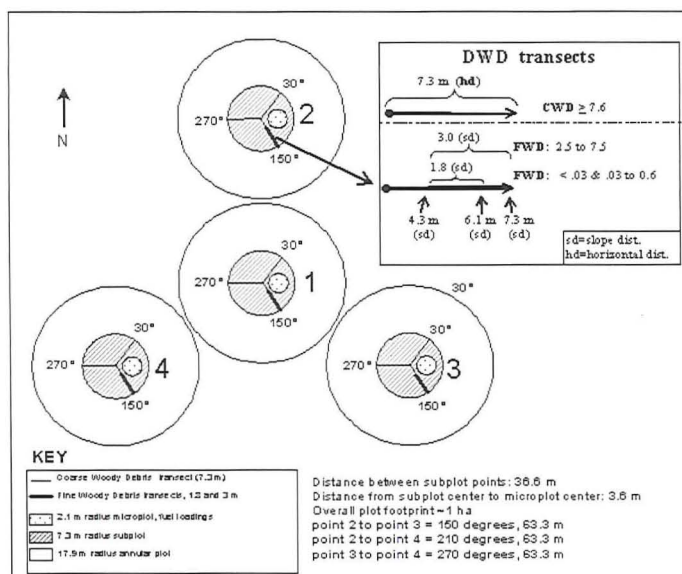 N
30°
2
270°
150°
30°
1
270°
150°
30°
4
270°
150°
30°
30°
3
270°
150°
DWD transects
7.3 m (hd)
CWD ≥ 7.6
3.0 (sd)
FWD: 2.5 to 7.5
1.8 (sd)
FWD: < .03 & .03 to 0.6
4.3 m
(sd)
6.1 m
(sd)
7.3 m
(sd)
sd=slope dist.
hd=horizontal dist.
KEY
Coarse Woody Debris transect (7.3m)
Fine Woody Debris transects, 1.8 and 3 m
2.1 m radius microplot, fuel loadings
7.3 m radius subplot
17.9m radius annular plot
Distance between subplot points: 36.6 m
Distance from subplot center to microplot center: 3.6 m
Overall plot footprint ~1 ha
point 2 to point 3 = 150 degrees, 63.3 m
point 2 to point 4 = 210 degrees, 63.3 m
point 3 to point 4 = 270 degrees, 63.3 m